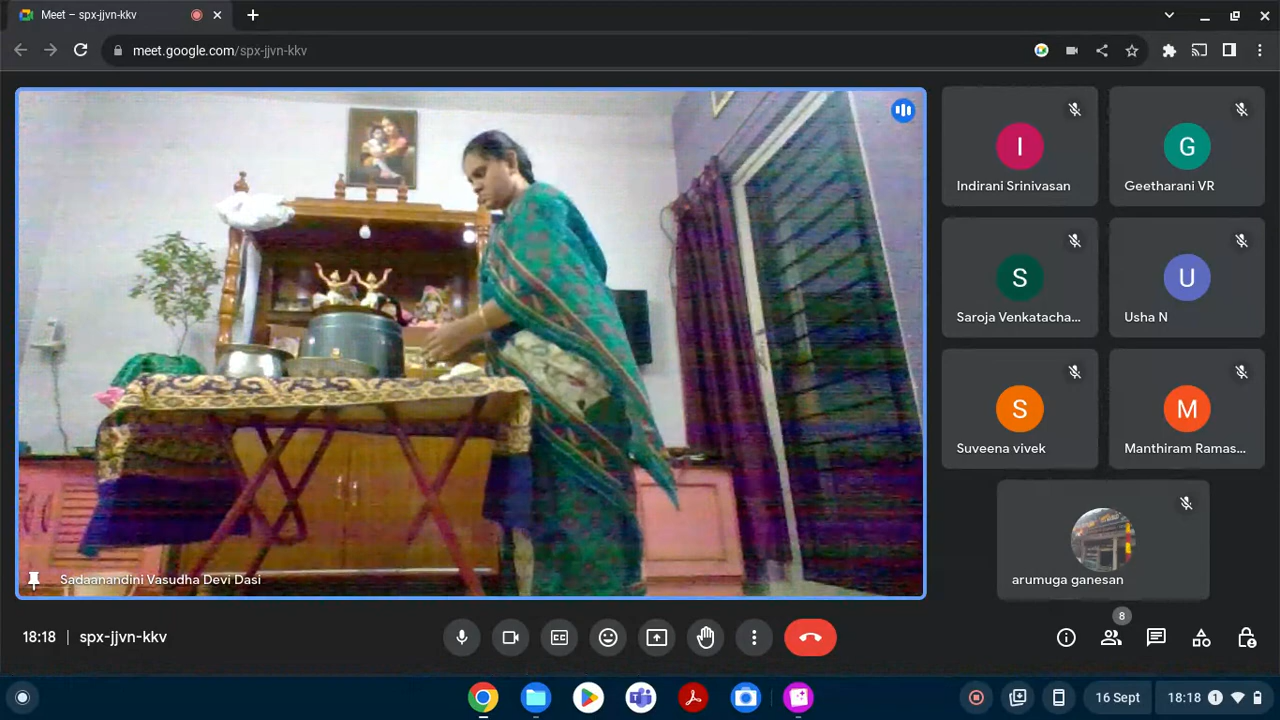 Meet – spx-jjvn-kkv
meet.google.com/spx-jjvn-kkv
I
Indirani Srinivasan
G
Geetharani VR
S
Saroja Venkatacha...
U
Usha N
S
Suveena vivek
M
Manthiram Ramas...
arumuga ganesan
Sadaanandini Vasudha Devi Dasi
18:18 | spx-jjvn-kkv
8
16 Sept
18:18
1